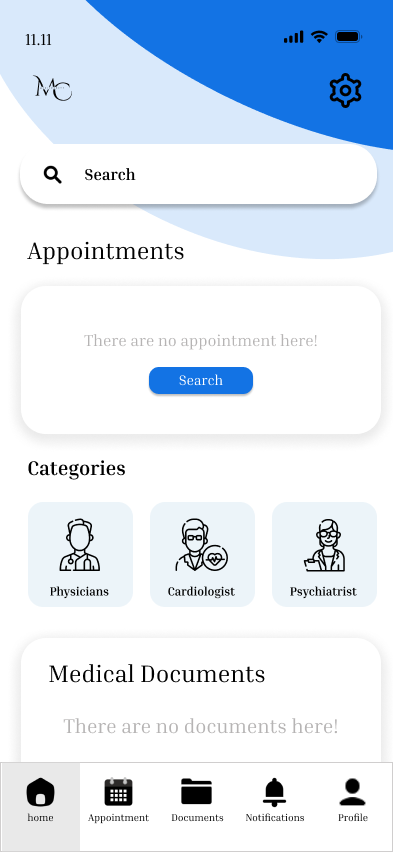 11.11
MC
Search
Appointments
There are no appointment here!
Search
Categories
Physicians
Cardiologist
Psychiatrist
Medical Documents
There are no documents here!
home
Appointment
Documents
Notifications
Profile